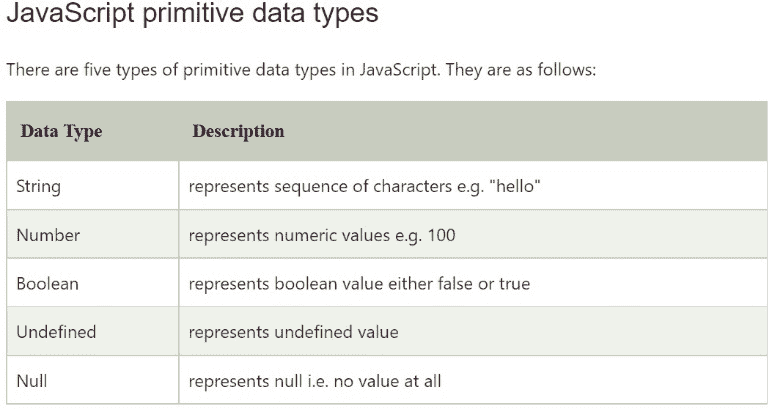 JavaScript primitive data types
There are five types of primitive data types in JavaScript. They are as follows:
Data Type Description
String represents sequence of characters e.g. "hello"
Number represents numeric values e.g. 100
Boolean represents boolean value either false or true
Undefined represents undefined value
Null represents null i.e. no value at all